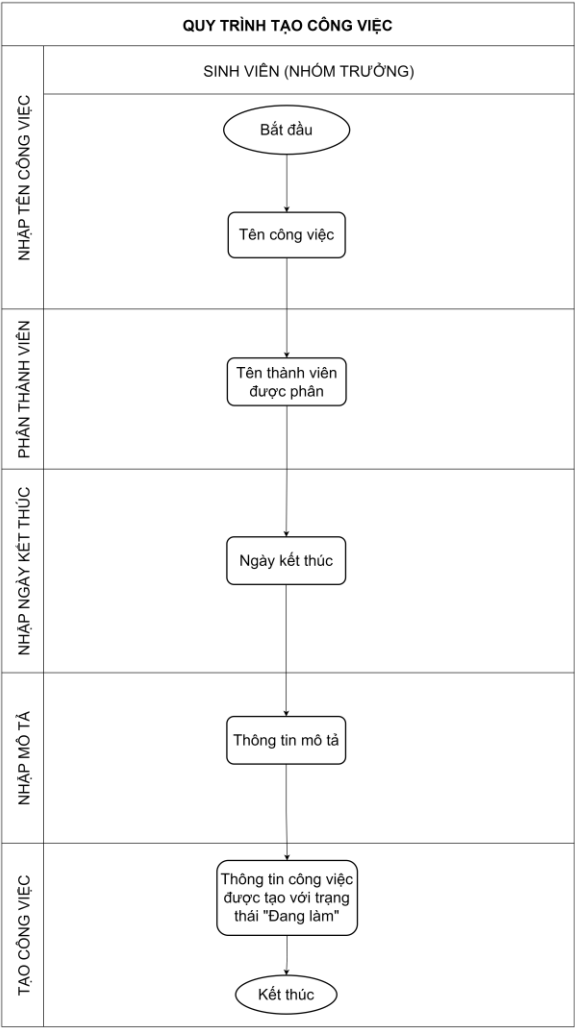 QUY TRÌNH TẠO CÔNG VIỆC
SINH VIÊN (NHÓM TRƯỞNG)
NHẬP TÊN CÔNG VIỆC
Bắt đầu
Tên công việc
PHÂN THÀNH VIÊN
Tên thành viên
được phân
NHẬP NGÀY KẾT THÚC
Ngày kết thúc
NHẬP MÔ TẢ
Thông tin mô tả
TẠO CÔNG VIỆC
Thông tin công việc
được tạo với trạng
thái "Đang làm"
Kết thúc